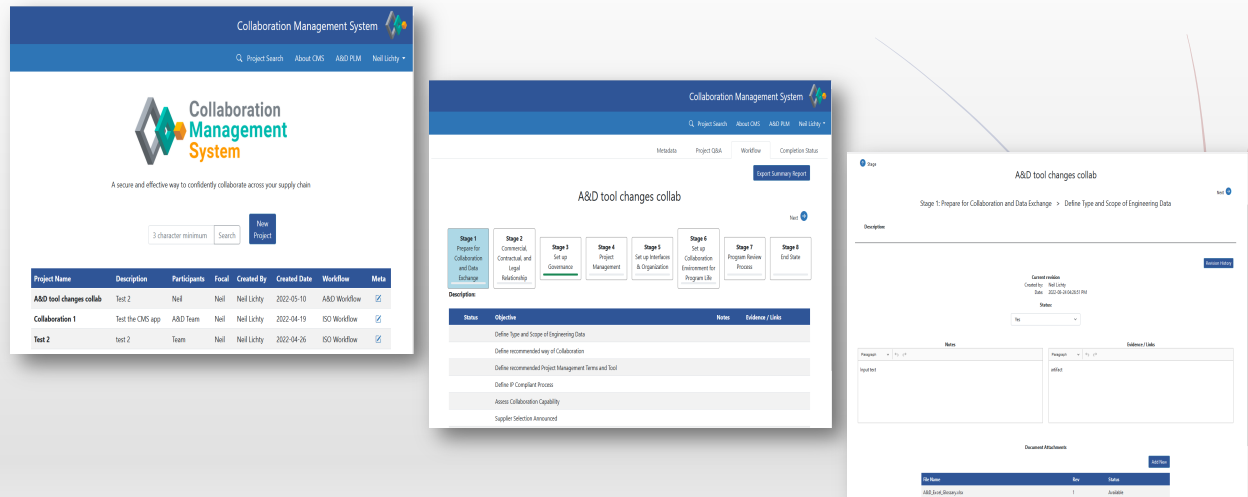 Collaboration Management System
Project Search About CMS A&D PLM Neil Lichty
Collaboration
Management
System
A secure and effective way to confidently collaborate across your supply chain
3 character minimum Search New Project
Project Name Description Participants Focal Created By Created Date Workflow Meta
A&D tool changes collab Test 2 Neil Neil Neil Lichty 2022-05-10 A&D Workflow
Collaboration 1 Test the CMS app A&D Team Neil Neil Lichty 2022-04-19 ISO Workflow
Test 2 test 2 Team Neil Neil Lichty 2022-04-26 ISO Workflow
Collaboration Management System
Project Search About CMS A&D PLM Neil Lichty
Metadata Project Q&A Workflow Completion Status
Export Summary Report
A&D tool changes collab
Next
Stage 1 Prepare for Collaboration and Data Exchange
Stage 2 Commercial, Contractual, and Legal Relationship
Stage 3 Set up Governance
Stage 4 Project Management
Stage 5 Set up Interfaces & Organization
Stage 6 Set up Collaboration Environment for Program Life
Stage 7 Program Review Process
Stage 8 End State
Description:
Status Objective Notes Evidence / Links
Define Type and Scope of Engineering Data
Define recommended way of Collaboration
Define recommended Project Management Terms and Tool
Define IP Compliant Process
Assess Collaboration Capability
Supplier Selection Announced
Stage
A&D tool changes collab
Next
Stage 1: Prepare for Collaboration and Data Exchange > Define Type and Scope of Engineering Data
Description:
Revision History
Current revision
Created by: Neil Lichty
Date: 2022-05-24 04:26:51 PM
Status
Yes
Notes Evidence / Links
Paragraph Paragraph
Input text artifact
Document Attachments
Add New
File Name Rev Status
A&D_Excel_Glossary.xlsx 1 Available